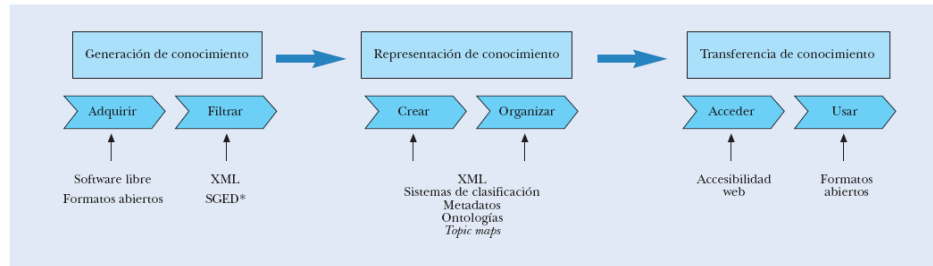 Generación de conocimiento
Representación de conocimiento
Transferencia de conocimiento
Adquirir
Filtrar
Crear
Organizar
Acceder
Usar
Software libre
Formatos abiertos
XML
SGED*
XML
Sistemas de clasificación
Metadatos
Ontologías
Topic maps
Accesibilidad
web
Formatos
abiertos